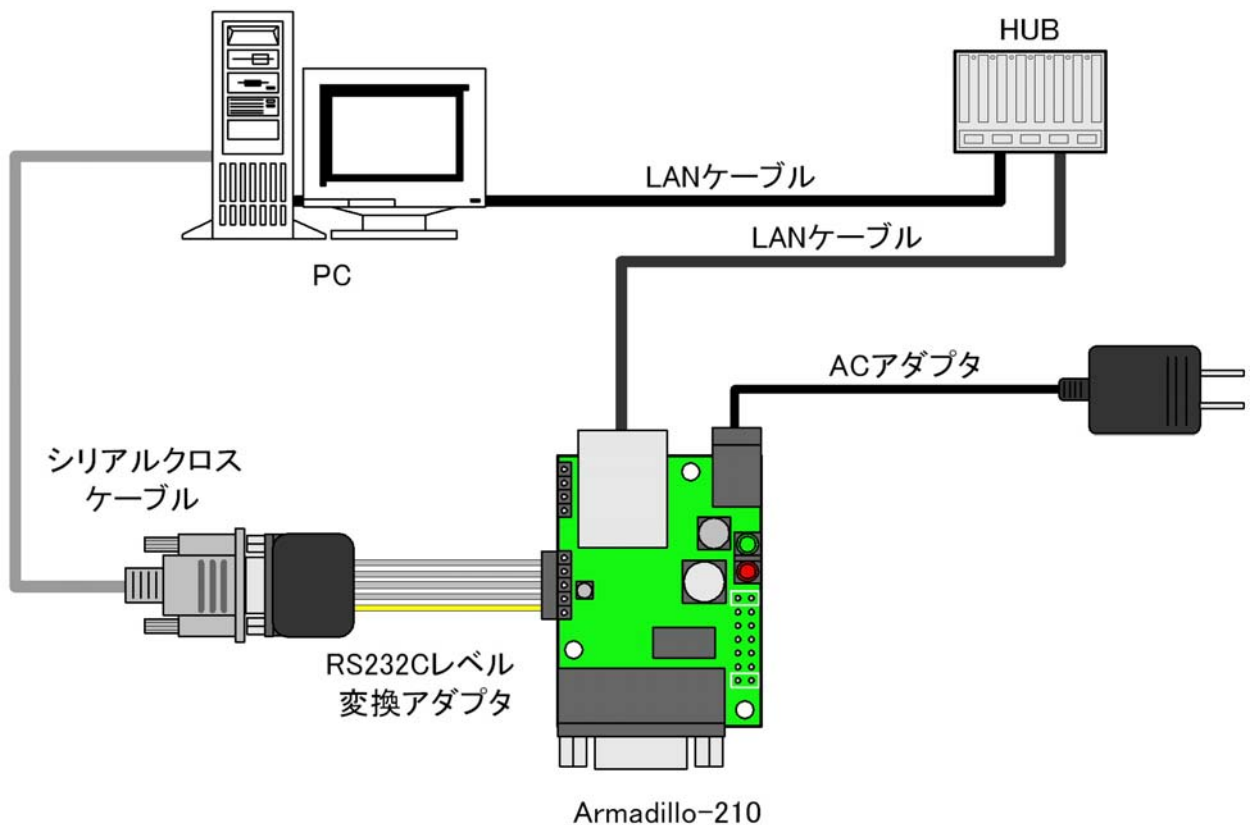 HUB
LANケーブル
LANケーブル
PC
ACアダプタ
シリアルクロス
ケーブル
RS232Cレベル
変換アダプタ
Armadillo-210